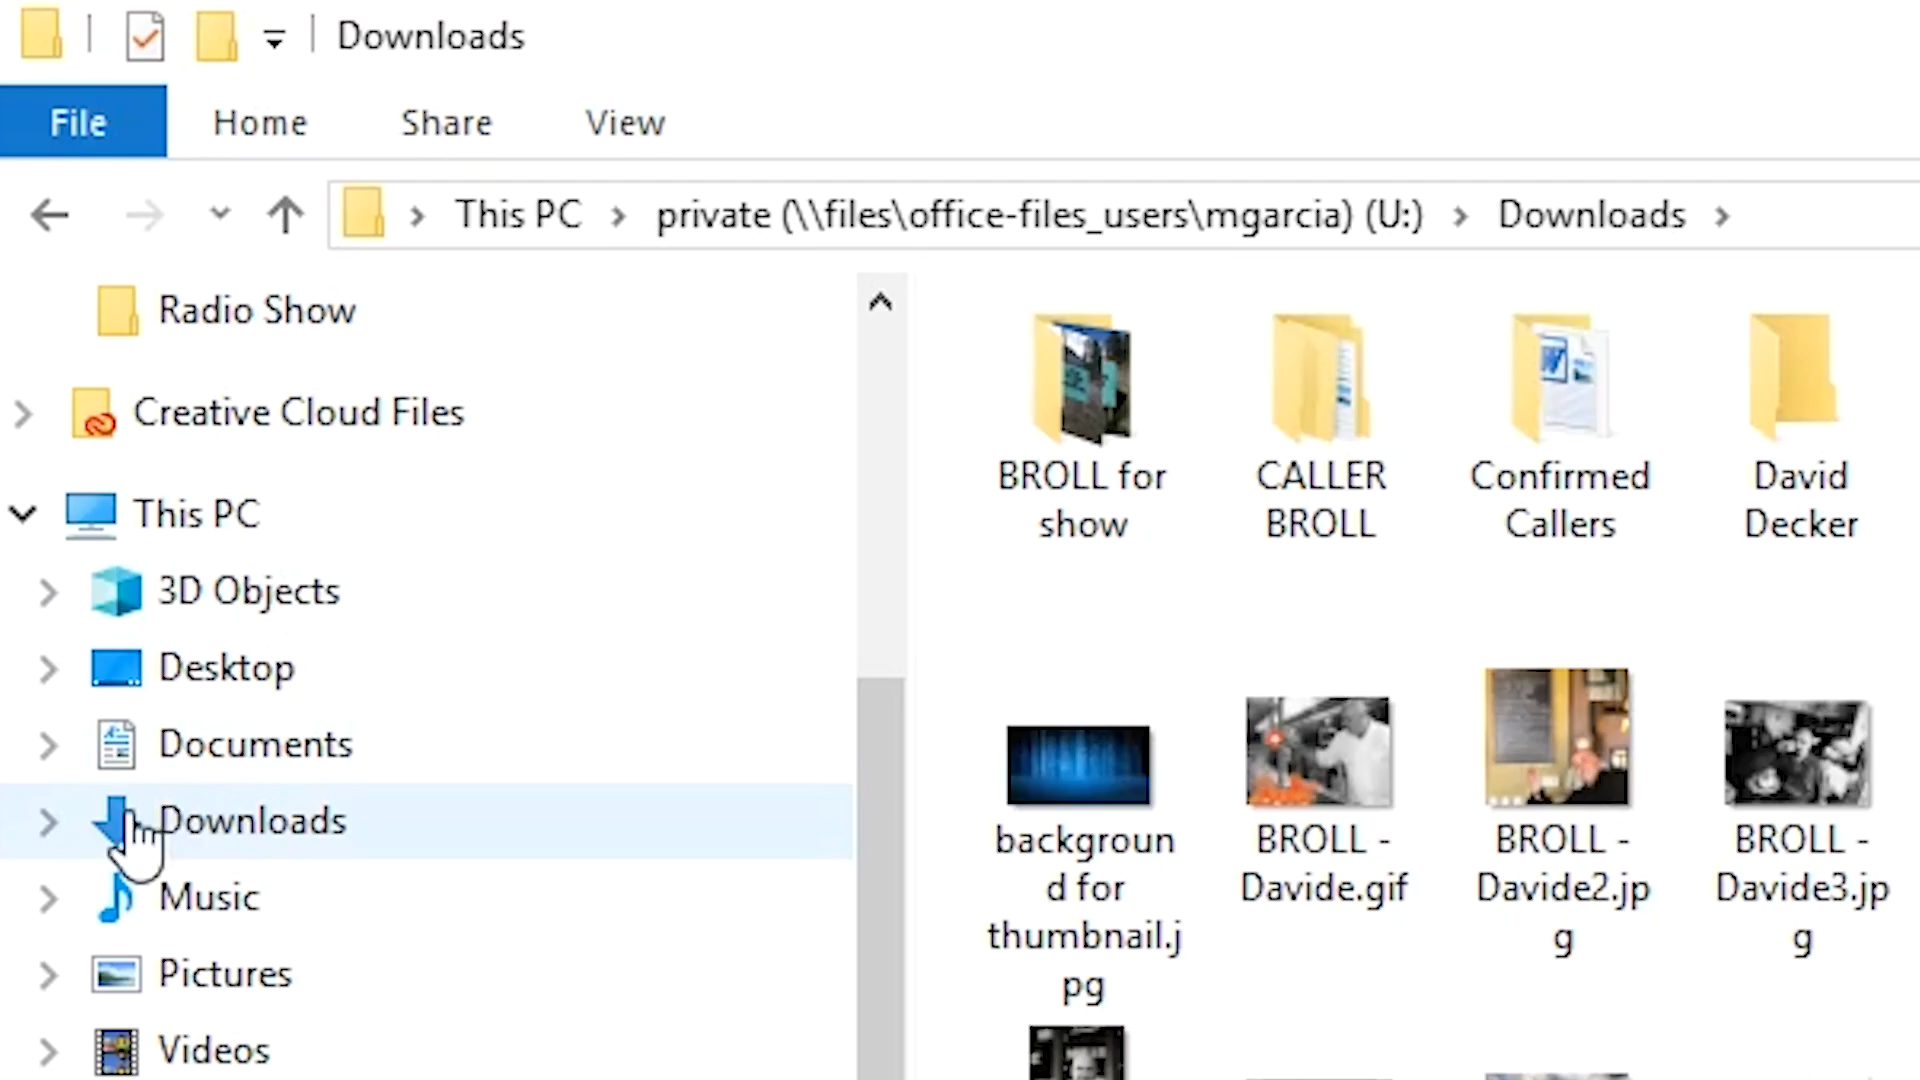 Downloads
File Home Share View
This PC private (\\files\office-files_users\mgarcia) (U:) Downloads
Radio Show
Creative Cloud Files
This PC
3D Objects
Desktop
Documents
Downloads
Music
Pictures
Videos
BROLL for
show
CALLER
BROLL
Confirmed
Callers
David
Decker
backgroun
d for
thumbnail.j
pg
BROLL -
Davide.gif
BROLL -
Davide2.jp
g
BROLL -
Davide3.jp
g